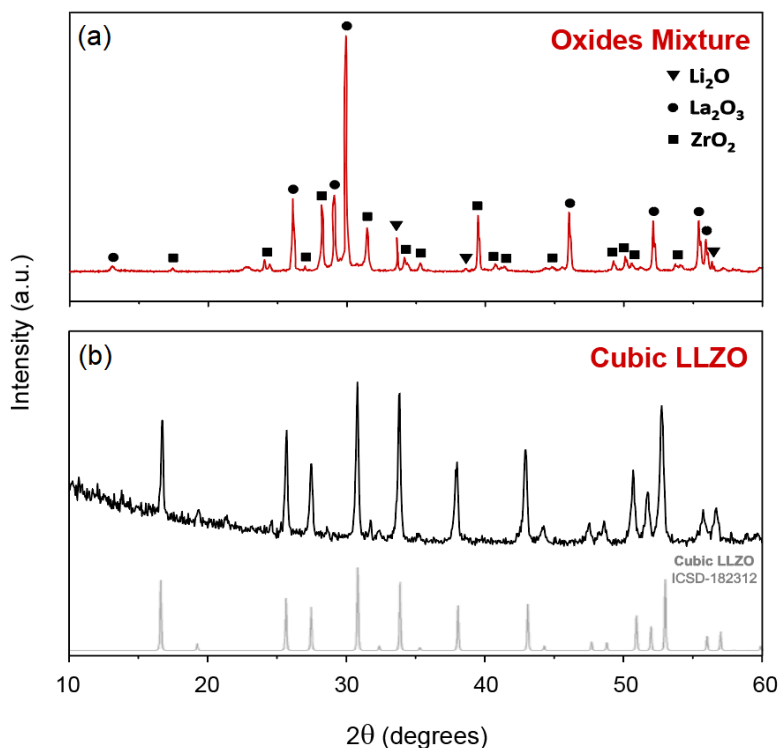 (a)
Oxides Mixture
▼ Li₂O
● La₂O₃
■ ZrO₂
Intensity (a.u.)
(b)
Cubic LLZO
Cubic LLZO
ICSD-182312
10 20 30 40 50 60
2θ (degrees)